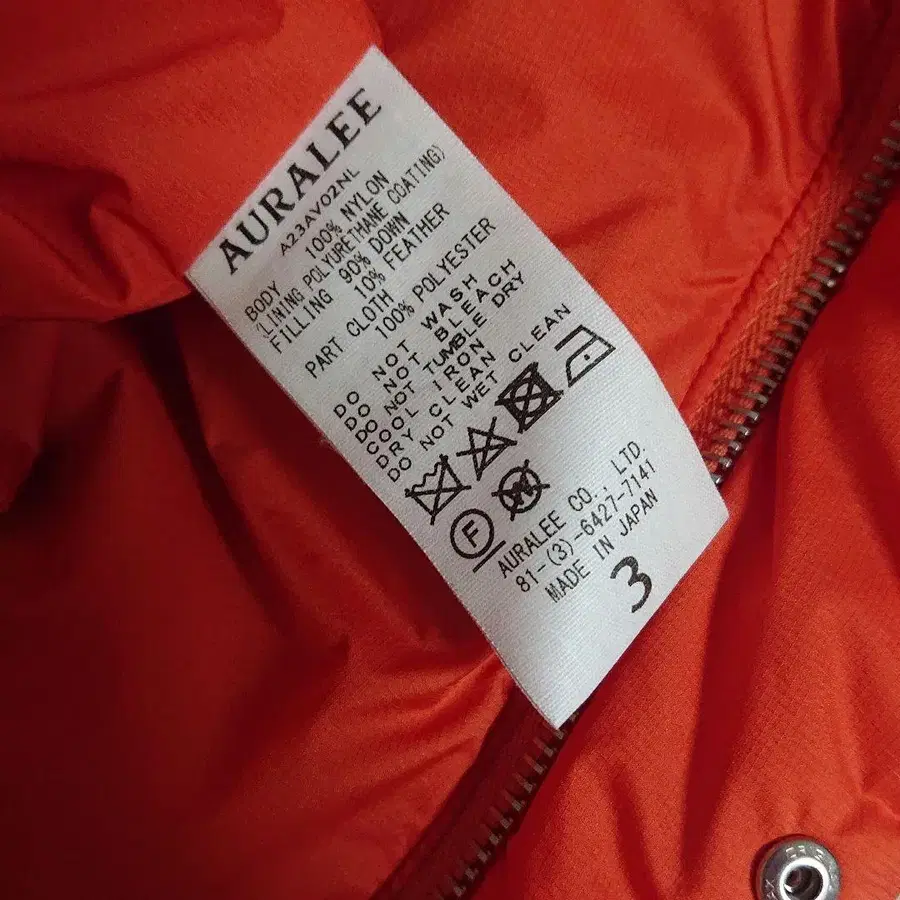 AURALEE
A23AV02NL
BODY 100% NYLON
(LINING POLYURETHANE COATING)
FILLING 90% DOWN
10% FEATHER
PART CLOTH
100% POLYESTER
DO NOT WASH
DO NOT BLEACH
DO NOT TUMBLE DRY
COOL IRON
DRY CLEAN
DO NOT WET CLEAN
F
W
AURALEE CO., LTD.
81-(3)-6427-7141
MADE IN JAPAN
3